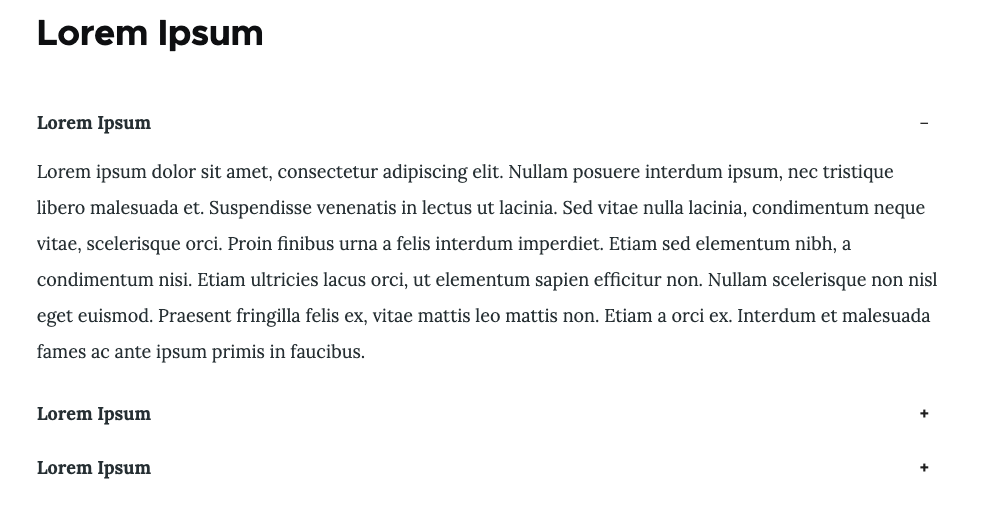 Lorem Ipsum
Lorem Ipsum –
Lorem ipsum dolor sit amet, consectetur adipiscing elit. Nullam posuere interdum ipsum, nec tristique
libero malesuada et. Suspendisse venenatis in lectus ut lacinia. Sed vitae nulla lacinia, condimentum neque
vitae, scelerisque orci. Proin finibus urna a felis interdum imperdiet. Etiam sed elementum nibh, a
condimentum nisi. Etiam ultricies lacus orci, ut elementum sapien efficitur non. Nullam scelerisque non nisl
eget euismod. Praesent fringilla felis ex, vitae mattis leo mattis non. Etiam a orci ex. Interdum et malesuada
fames ac ante ipsum primis in faucibus.
Lorem Ipsum +
Lorem Ipsum +